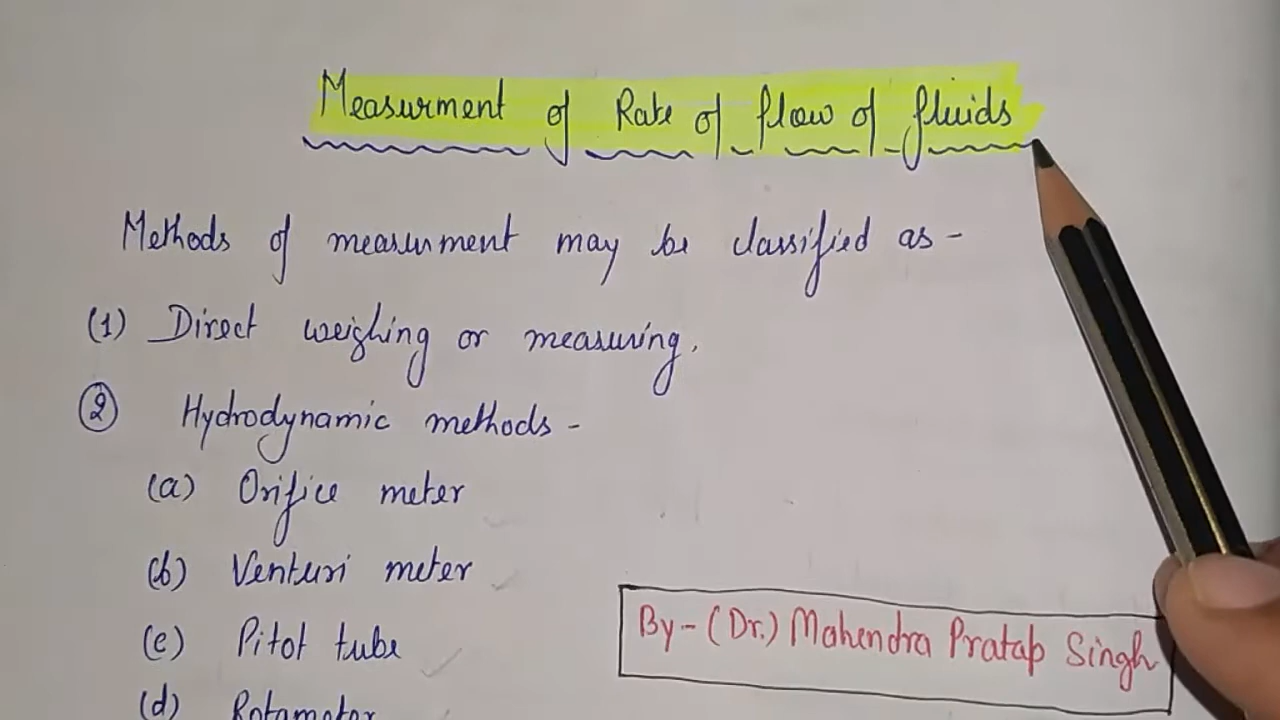 Measurment of Rate of flow of fluids
Methods of measurment may be classified as -
(1) Direct weighing or measuring.
2 Hydrodynamic methods -
(a) Orifice meter
(b) Venturi meter
(c) Pitot tube
(d) Rotameter
By - (Dr.) Mahendra Pratap Singh